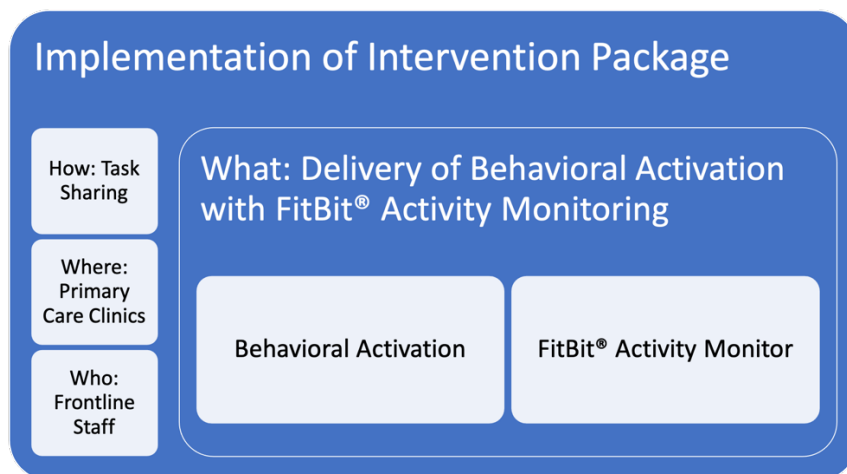 Implementation of Intervention Package
How: Task
Sharing
Where:
Primary
Care Clinics
Who:
Frontline
Staff
What: Delivery of Behavioral Activation
with FitBit® Activity Monitoring
Behavioral Activation
FitBit® Activity Monitor